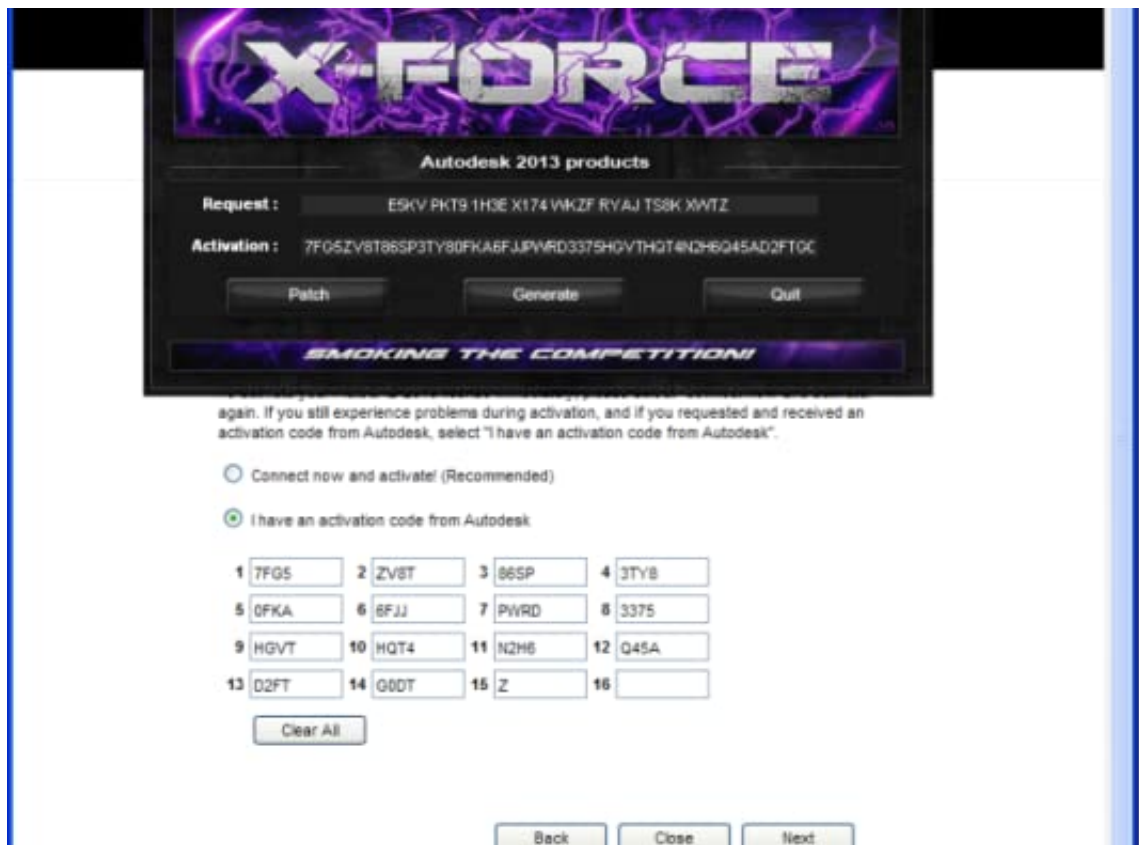 X-FORCE
Autodesk 2013 products
Request : E5KV PKT9 1H3E X174 WKZF RYAJ TS8K XWTZ
Activation : 7FG5ZV8T86SP3TY80FKA6FJJPWRD3375HGVTHQT4N2H6Q45AD2FTGC
Patch Generate Quit
SMOKING THE COMPETITION!
again. If you still experience problems during activation, and if you requested and received an
activation code from Autodesk, select "I have an activation code from Autodesk".
Connect now and activate! (Recommended)
I have an activation code from Autodesk
1 7FG5 2 ZV8T 3 86SP 4 3TY8
5 0FKA 6 6FJJ 7 PWRD 8 3375
9 HGVT 10 HQT4 11 N2H6 12 Q45A
13 D2FT 14 G0DT 15 Z 16
Clear All
Back Close Next